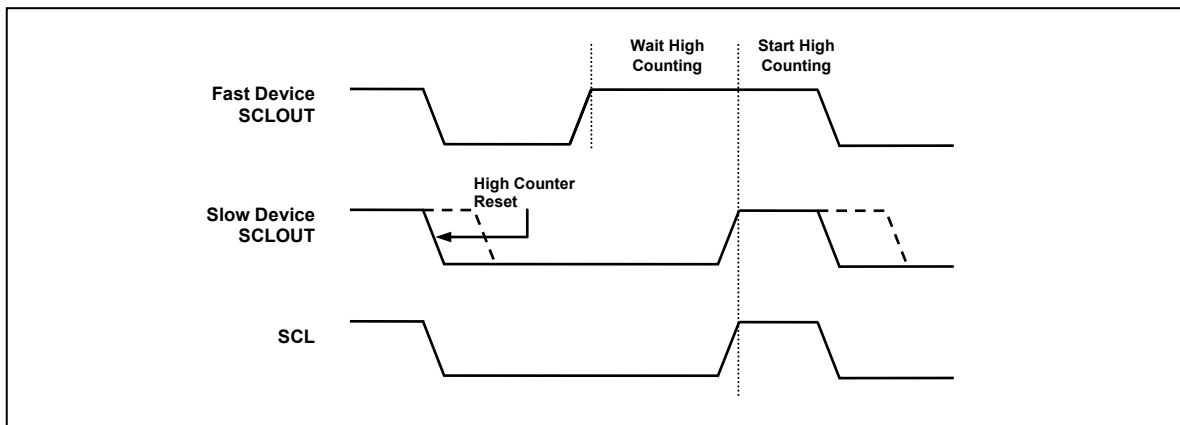 Wait High
Counting
Start High
Counting
Fast Device
SCLOUT
High Counter
Reset
Slow Device
SCLOUT
SCL